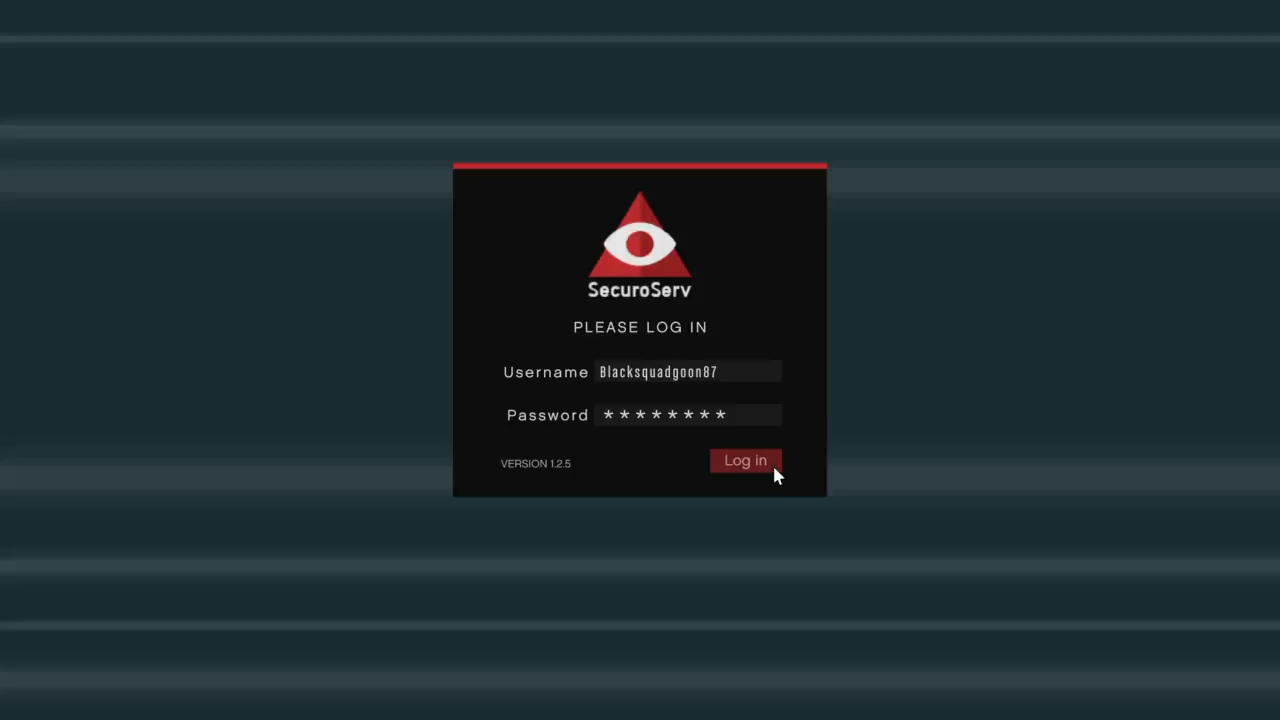 SecuroServ
PLEASE LOG IN
Username Blacksquadgoon87
Password ********
VERSION 1.2.5 Log in